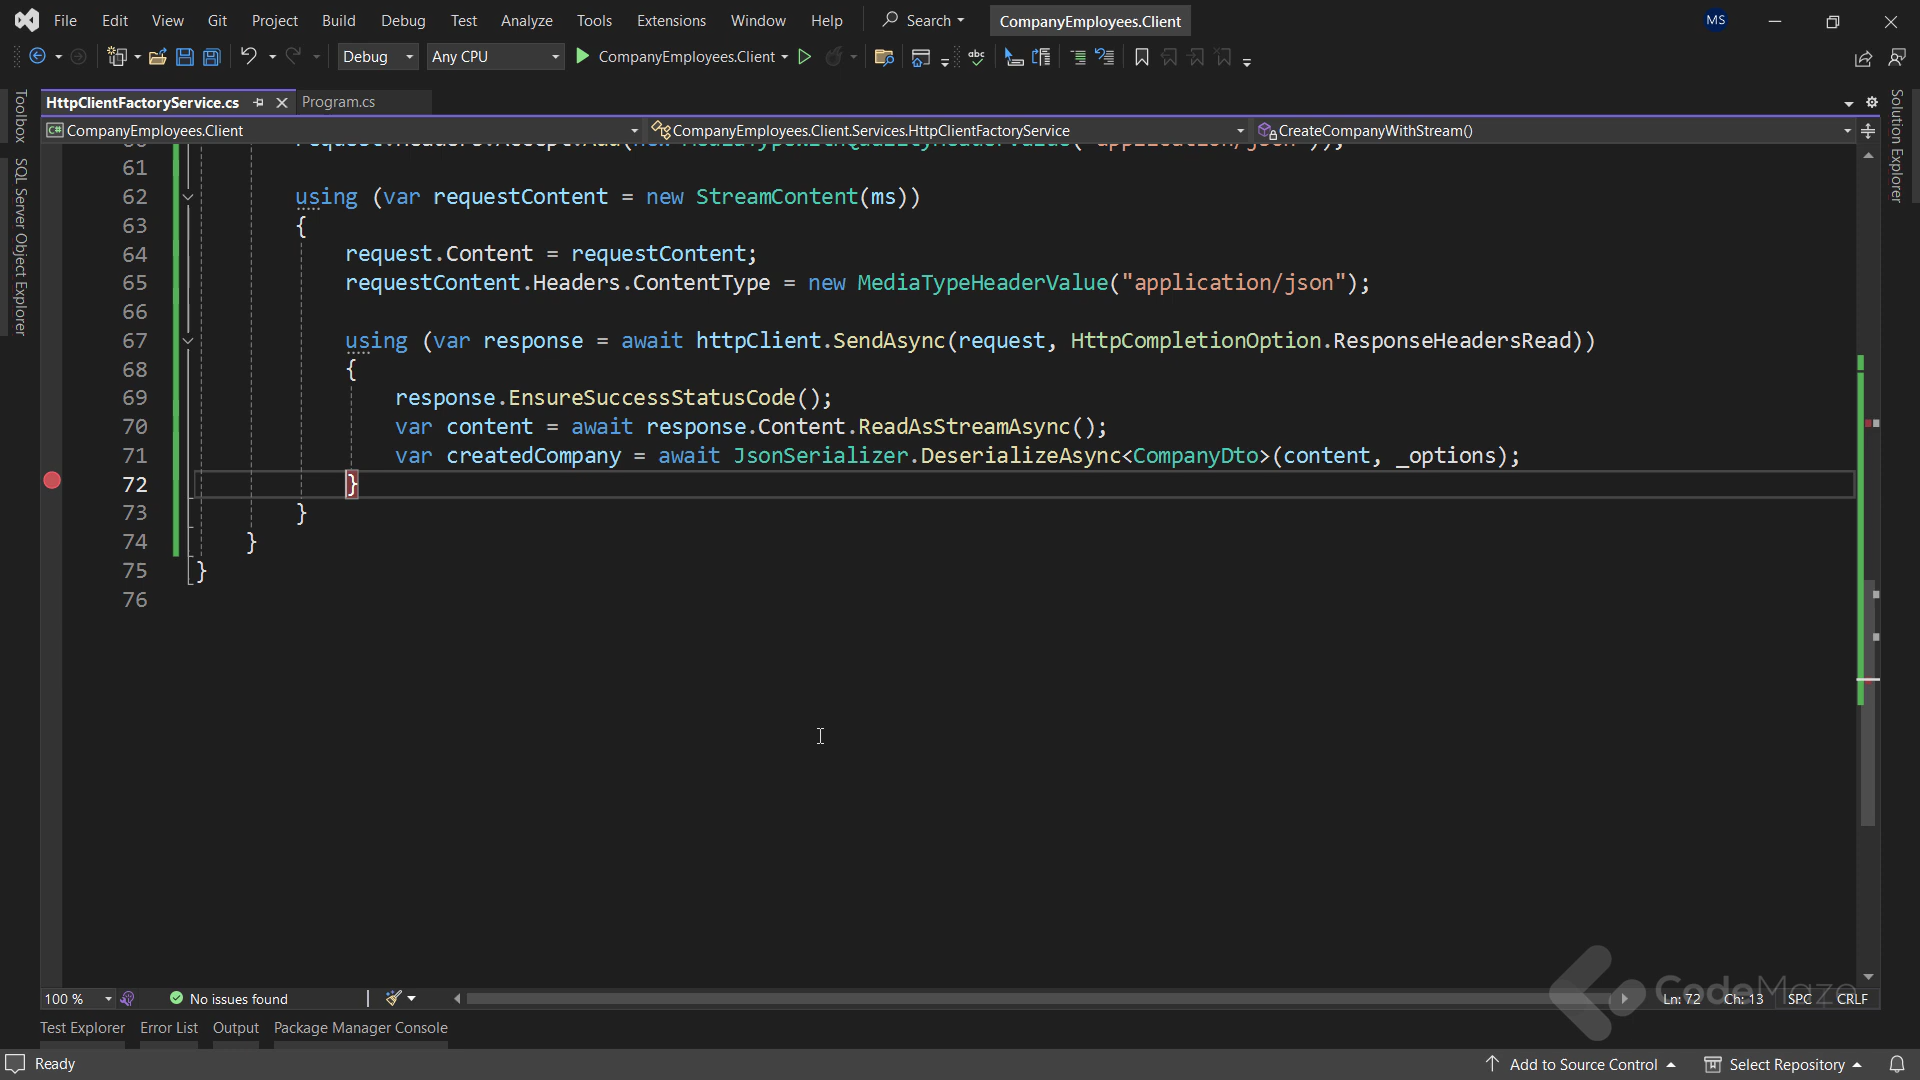 File Edit View Git Project Build Debug Test Analyze Tools Extensions Window Help Search CompanyEmployees.Client MS
Debug Any CPU CompanyEmployees.Client
HttpClientFactoryService.cs Program.cs
CompanyEmployees.Client CompanyEmployees.Client.Services.HttpClientFactoryService CreateCompanyWithStream()
Toolbox
SQL Server Object Explorer
Solution Explorer
61
62 using (var requestContent = new StreamContent(ms))
63 {
64 request.Content = requestContent;
65 requestContent.Headers.ContentType = new MediaTypeHeaderValue("application/json");
66
67 using (var response = await httpClient.SendAsync(request, HttpCompletionOption.ResponseHeadersRead))
68 {
69 response.EnsureSuccessStatusCode();
70 var content = await response.Content.ReadAsStreamAsync();
71 var createdCompany = await JsonSerializer.DeserializeAsync<CompanyDto>(content, _options);
72 }
73 }
74 }
75 }
76
100 % No issues found Ln: 72 Ch: 13 SPC CRLF
CodeMaze
Test Explorer Error List Output Package Manager Console
Ready Add to Source Control Select Repository